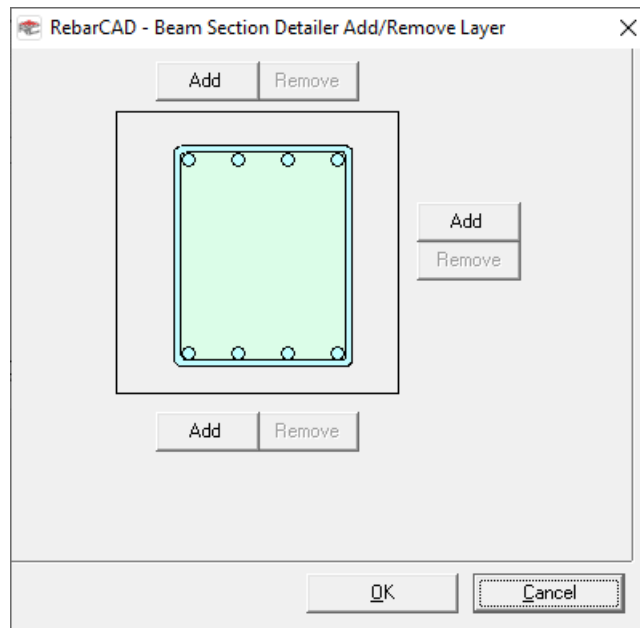 RebarCAD - Beam Section Detailer Add/Remove Layer
Add Remove
Add
Remove
Add Remove
OK Cancel